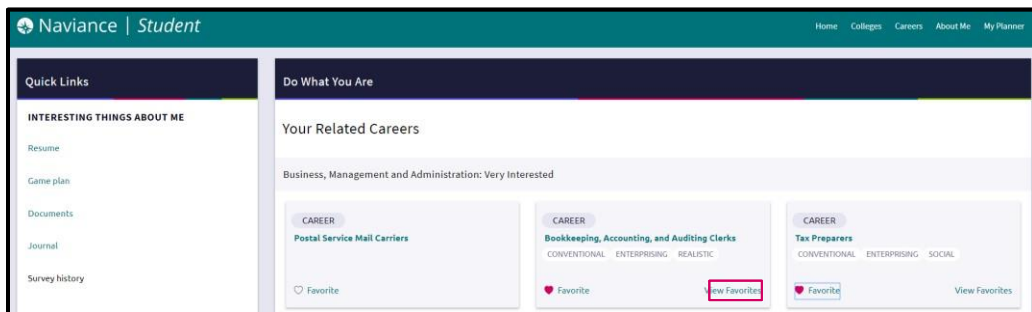 Naviance | Student
Home Colleges Careers About Me My Planner
Quick Links
INTERESTING THINGS ABOUT ME
Resume
Game plan
Documents
Journal
Survey history
Do What You Are
Your Related Careers
Business, Management and Administration: Very Interested
CAREER
Postal Service Mail Carriers
Favorite
CAREER
Bookkeeping, Accounting, and Auditing Clerks
CONVENTIONAL ENTERPRISING REALISTIC
Favorite View Favorites
CAREER
Tax Preparers
CONVENTIONAL ENTERPRISING SOCIAL
Favorite View Favorites